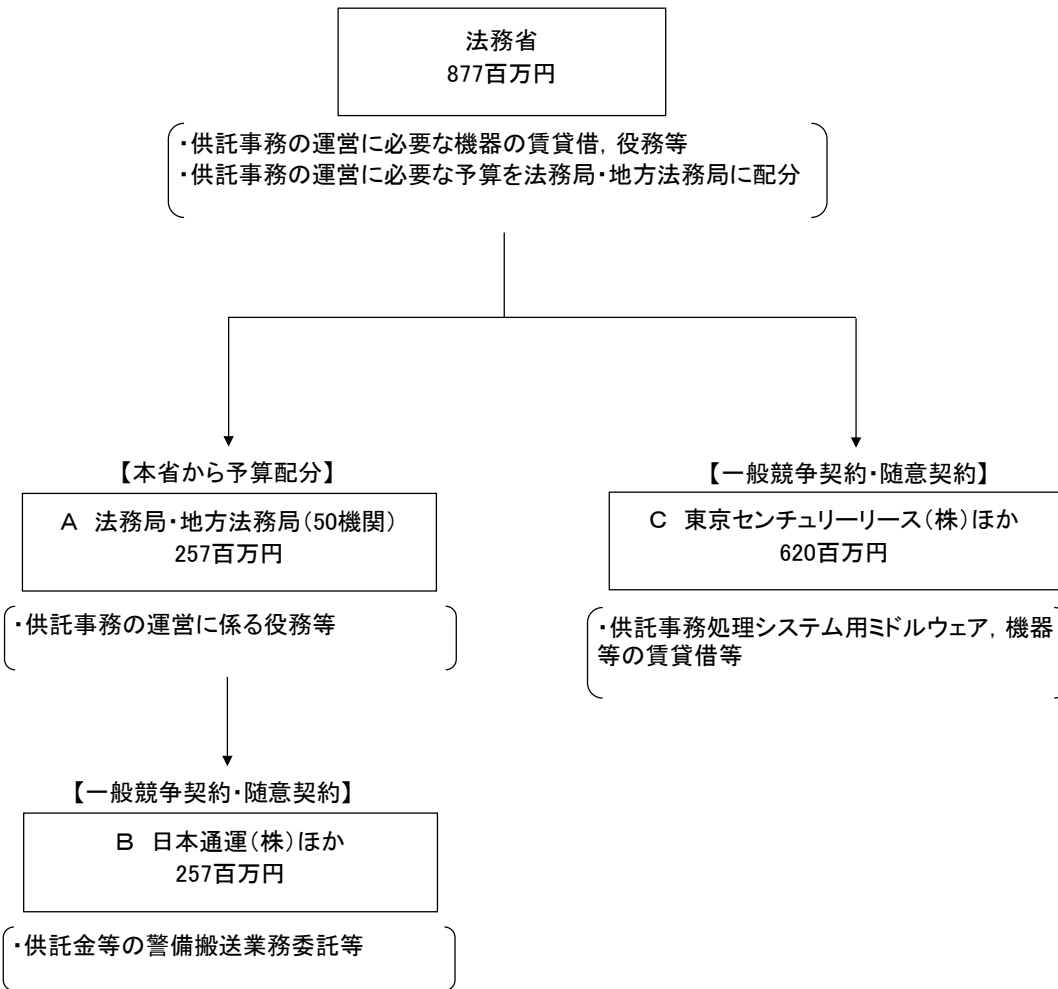 法務省
877百万円
・供託事務の運営に必要な機器の賃貸借，役務等
・供託事務の運営に必要な予算を法務局・地方法務局に配分
【本省から予算配分】
A　法務局・地方法務局（50機関）
257百万円
・供託事務の運営に係る役務等
【一般競争契約・随意契約】
C　東京センチュリーリース（株）ほか
620百万円
・供託事務処理システム用ミドルウェア，機器
等の賃貸借等
【一般競争契約・随意契約】
B　日本通運（株）ほか
257百万円
・供託金等の警備搬送業務委託等